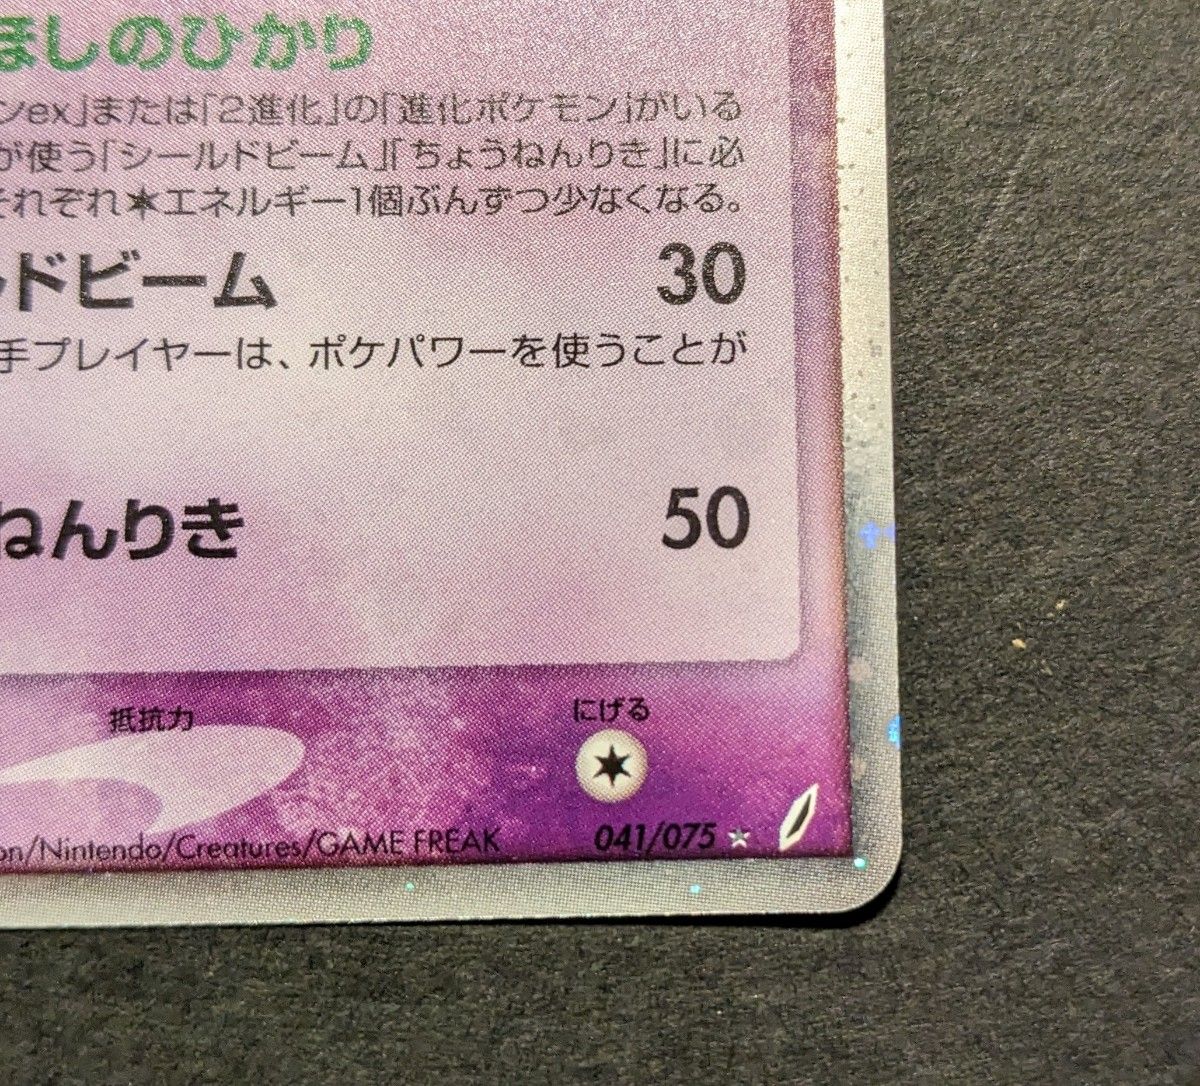 ほしのひかり
ンex」または「2進化」の「進化ポケモン」がいる
が使う「シールドビーム」「ちょうねんりき」に必
それぞれ★エネルギー1個ぶんずつ少なくなる。
ルドビーム 30
手プレイヤーは、ポケパワーを使うことが
ねんりき 50
抵抗力 にげる
on/Nintendo/Creatures/GAME FREAK 041/075 ★